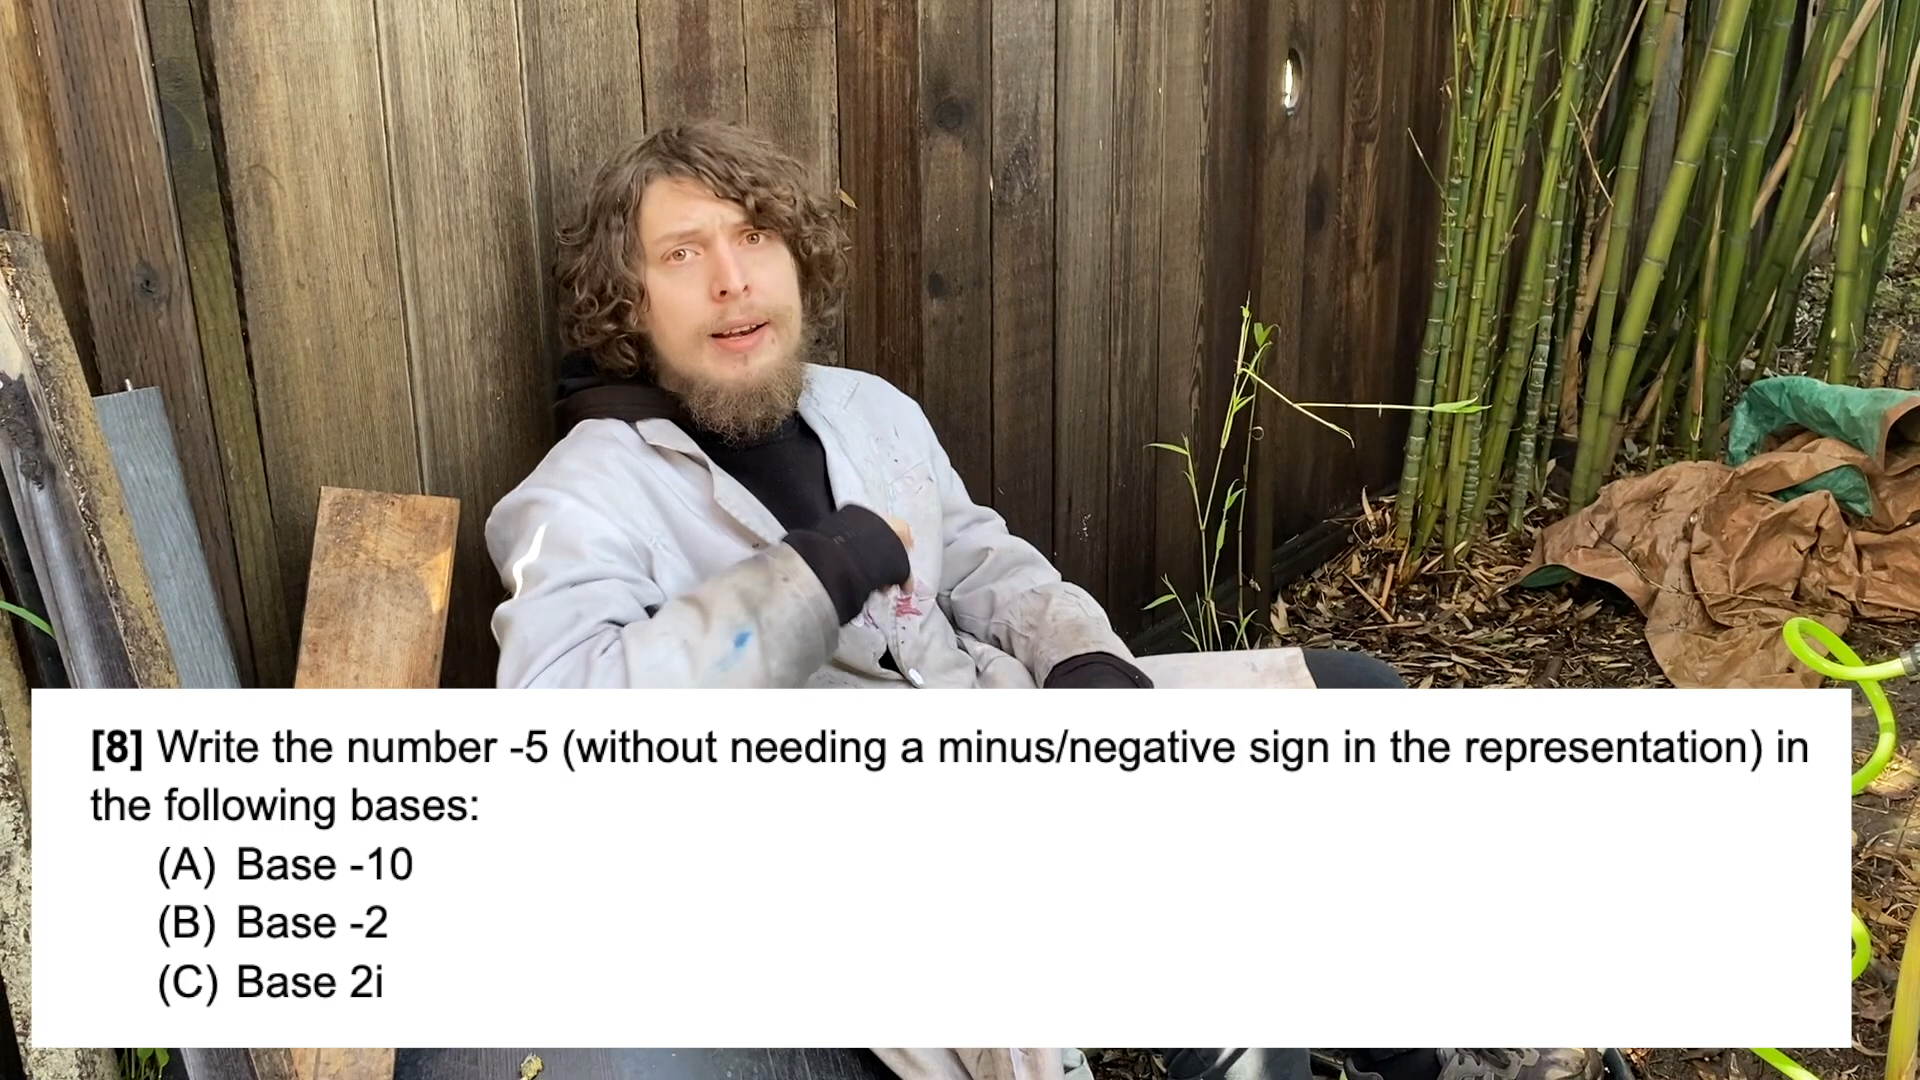 [8] Write the number -5 (without needing a minus/negative sign in the representation) in
the following bases:
(A) Base -10
(B) Base -2
(C) Base 2i